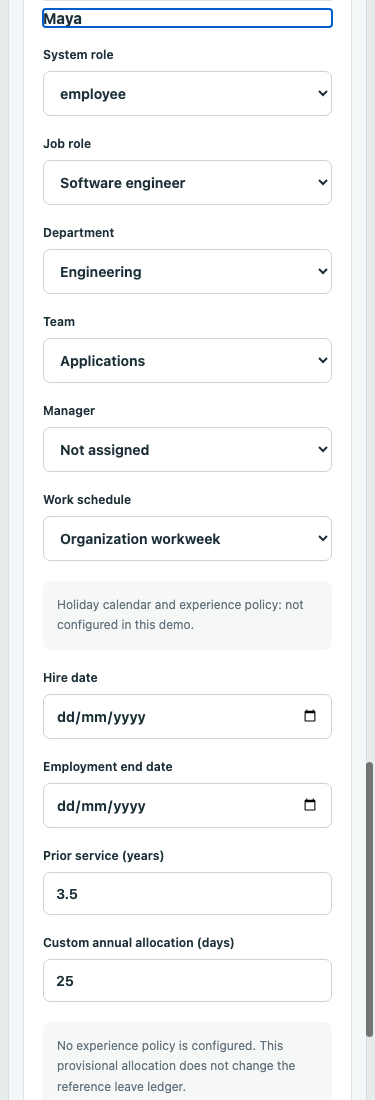 Maya
System role
employee
Job role
Software engineer
Department
Engineering
Team
Applications
Manager
Not assigned
Work schedule
Organization workweek
Holiday calendar and experience policy: not
configured in this demo.
Hire date
dd/mm/yyyy
Employment end date
dd/mm/yyyy
Prior service (years)
3.5
Custom annual allocation (days)
25
No experience policy is configured. This
provisional allocation does not change the
reference leave ledger.